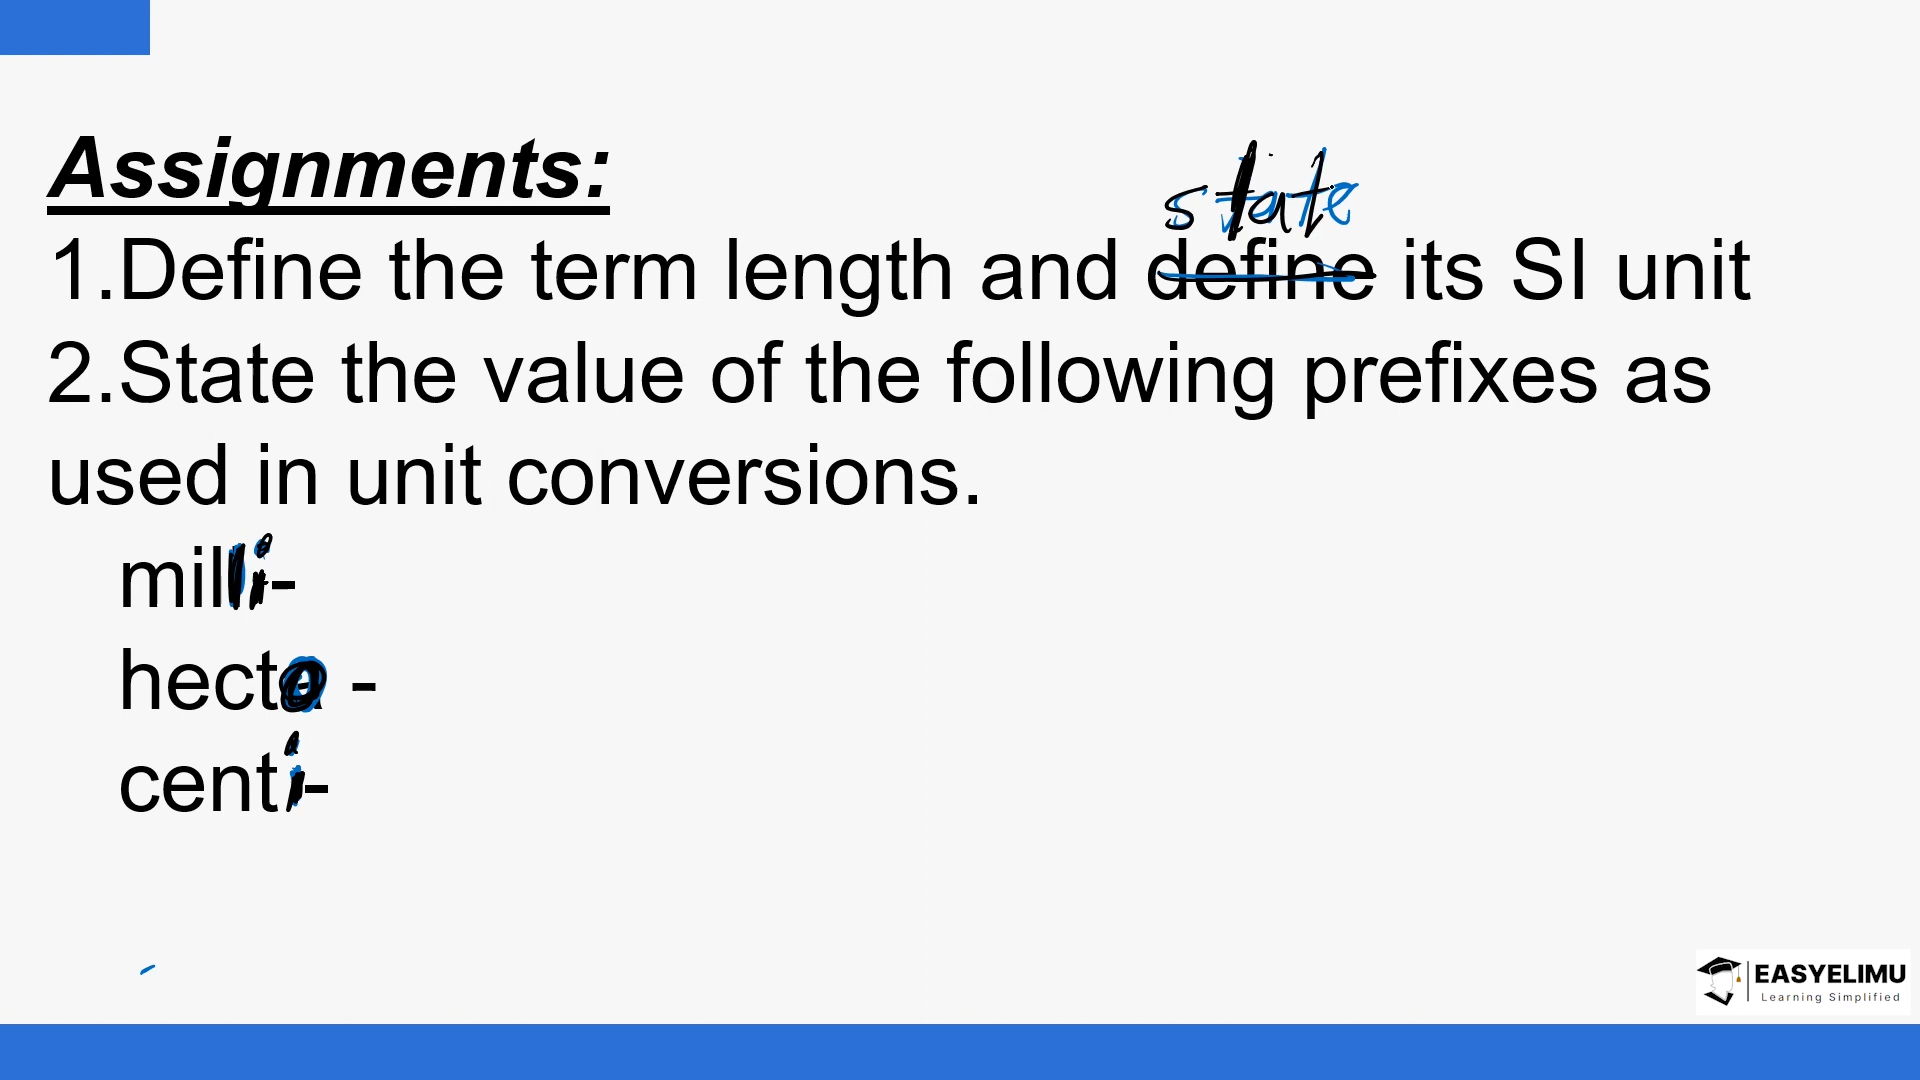 Assignments:
state
1.Define the term length and define its SI unit
2.State the value of the following prefixes as
used in unit conversions.
milli-
hecto -
centi-
EASYELIMU
Learning Simplified